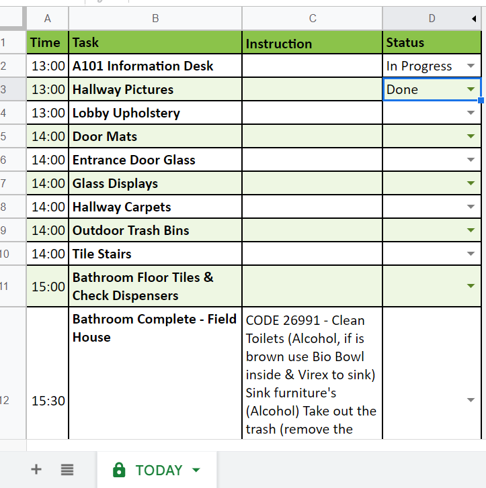 A B C D
1 Time Task Instruction Status
2 13:00 A101 Information Desk In Progress
3 13:00 Hallway Pictures Done
4 13:00 Lobby Upholstery
5 14:00 Door Mats
6 14:00 Entrance Door Glass
7 14:00 Glass Displays
8 14:00 Hallway Carpets
9 14:00 Outdoor Trash Bins
10 14:00 Tile Stairs
11 15:00 Bathroom Floor Tiles &
Check Dispensers
12 15:30 Bathroom Complete - Field
House
CODE 26991 - Clean
Toilets (Alcohol, if is
brown use Bio Bowl
inside & Virex to sink)
Sink furniture's
(Alcohol) Take out the
trash (remove the
TODAY